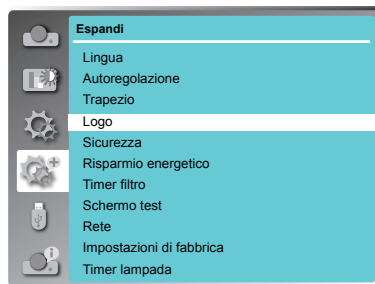 Espandi
Lingua
Autoregolazione
Trapezio
Logo
Sicurezza
Risparmio energetico
Timer filtro
Schermo test
Rete
Impostazioni di fabbrica
Timer lampada